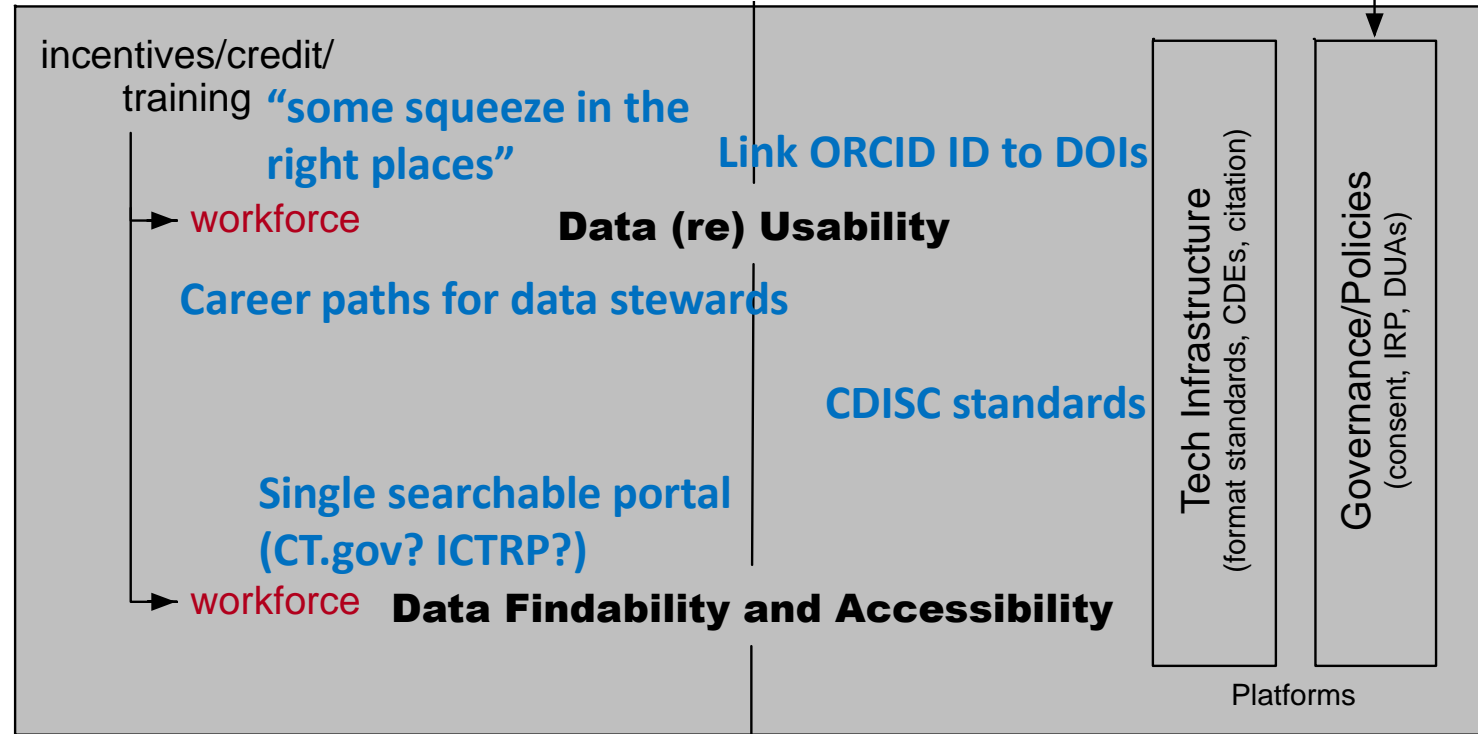 incentives/credit/
training
“some squeeze in the
right places”
Link ORCID ID to DOIs
workforce
Data (re) Usability
Career paths for data stewards
CDISC standards
Single searchable portal
(CT.gov? ICTRP?)
workforce
Data Findability and Accessibility
Tech Infrastructure
(format standards, CDEs, citation)
Governance/Policies
(consent, IRP, DUAs)
Platforms